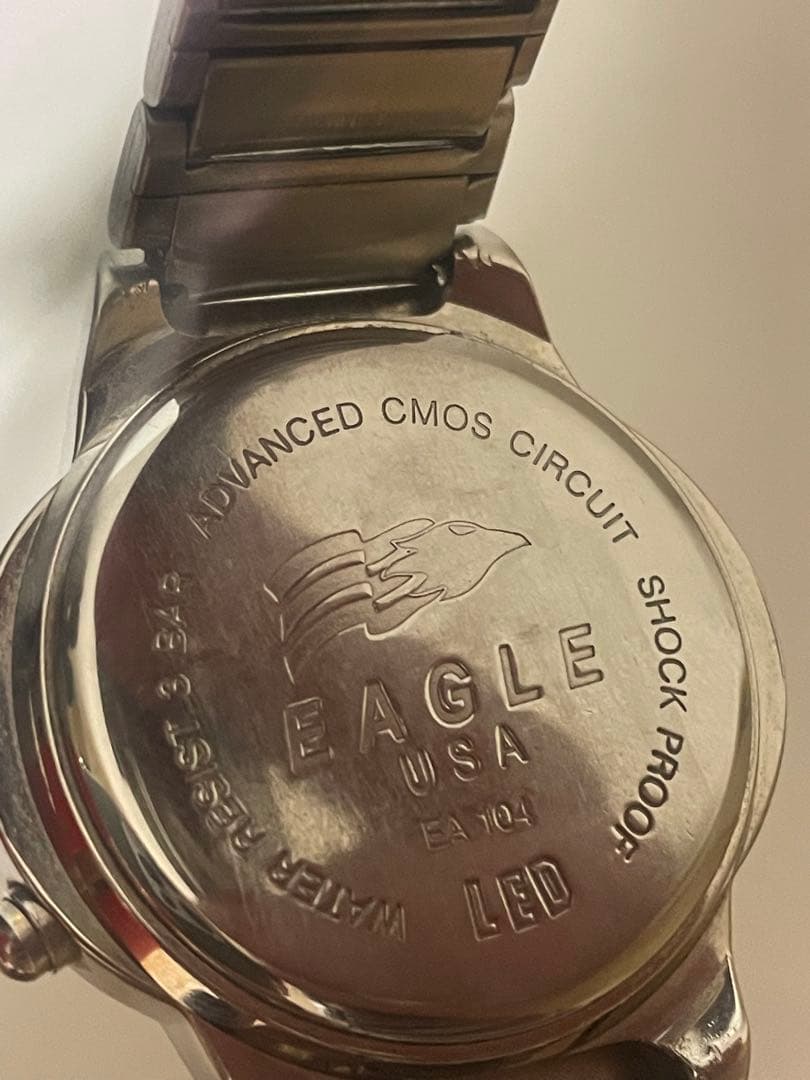 ADVANCED CMOS CIRCUIT SHOCK PROOF
WATER RESIST. 3 BAR
EAGLE
USA
EA 104
LED